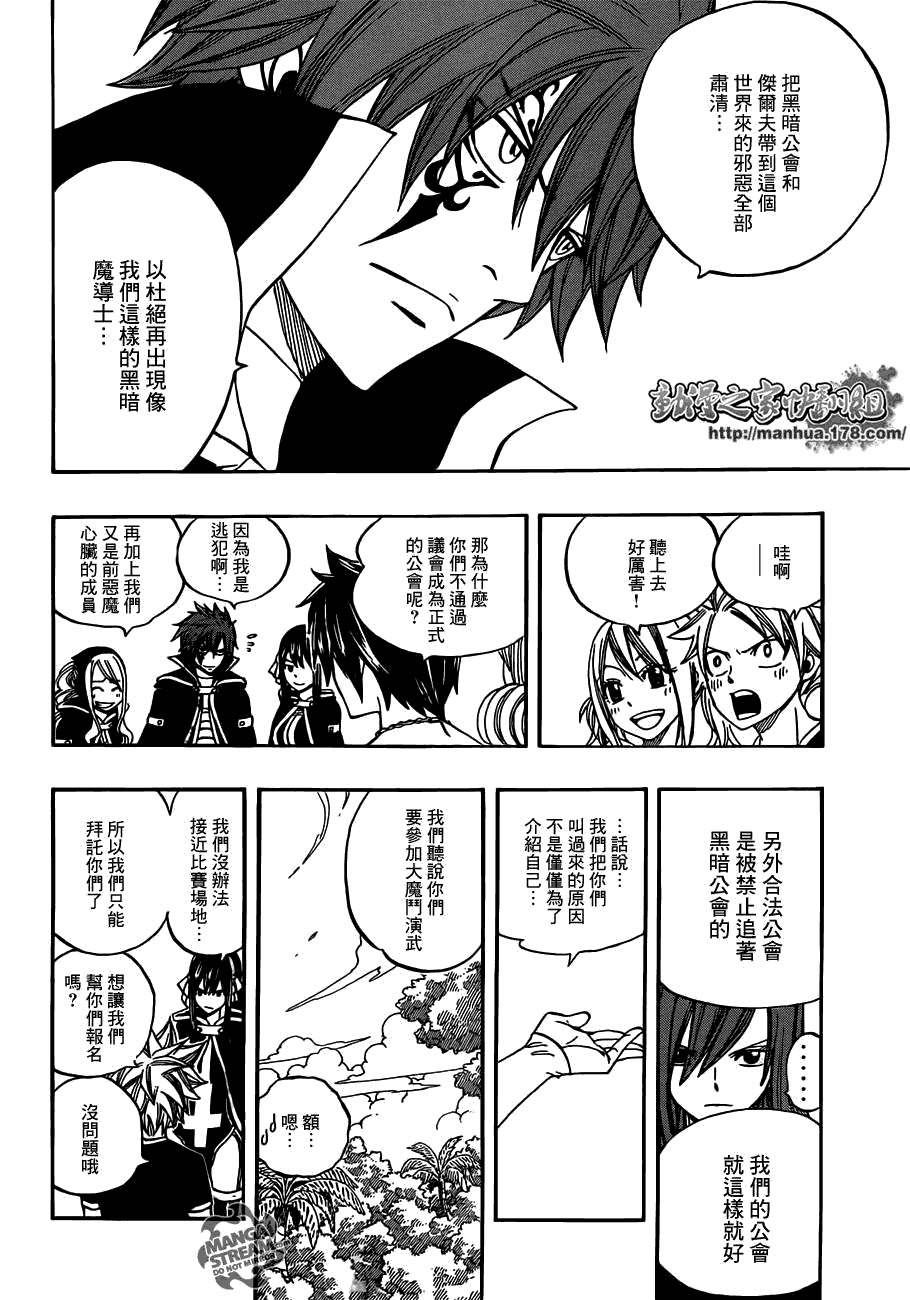 把黑暗公會和
傑爾夫帶到這個
世界來的邪惡全部
肅清…
以杜絕再出現像
我們這樣的黑暗
魔導士…
動漫之家快翻組
http://manhua.178.com/
哇啊
——
聽上去
好厲害!
那為什麼
你們不通過
議會成為正式
的公會呢?
因為我是
逃犯啊…
再加上我們
又是前惡魔
心臟的成員
另外合法公會
是被禁止追著
黑暗公會的
……
我們的公會
就這樣就好
…話說…
我們把你們
叫過來的原因
不是僅僅為了
介紹自己…
我們聽說你們
要參加大魔鬥演武
額…
嗯…
我們沒辦法
接近比賽場地…
所以我們只能
拜託你們了
想讓我們
幫你們報名
嗎?
沒問題哦
MANGA
STREAM
DO NOT MIRROR